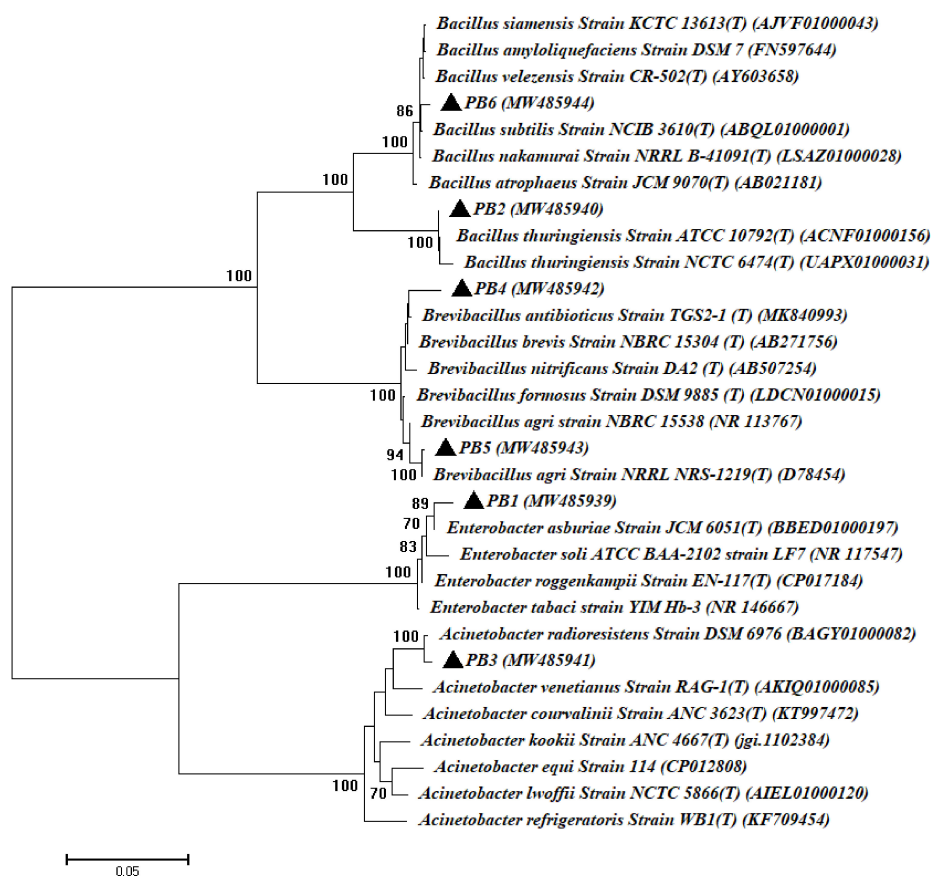 Bacillus siamensis Strain KCTC 13613(T) (AJVF01000043)
Bacillus amyloliquefaciens Strain DSM 7 (FN597644)
Bacillus velezensis Strain CR-502(T) (AY603658)
PB6 (MW485944)
86
Bacillus subtilis Strain NCIB 3610(T) (ABQL01000001)
100
Bacillus nakamurai Strain NRRL B-41091(T) (LSAZ01000028)
100
Bacillus atrophaeus Strain JCM 9070(T) (AB021181)
PB2 (MW485940)
100
Bacillus thuringiensis Strain ATCC 10792(T) (ACNF01000156)
Bacillus thuringiensis Strain NCTC 6474(T) (UAPX01000031)
100
PB4 (MW485942)
Brevibacillus antibioticus Strain TGS2-1 (T) (MK840993)
Brevibacillus brevis Strain NBRC 15304 (T) (AB271756)
Brevibacillus nitrificans Strain DA2 (T) (AB507254)
100
Brevibacillus formosus Strain DSM 9885 (T) (LDCN01000015)
Brevibacillus agri strain NBRC 15538 (NR 113767)
PB5 (MW485943)
94
100
Brevibacillus agri Strain NRRL NRS-1219(T) (D78454)
89
PB1 (MW485939)
70
Enterobacter asburiae Strain JCM 6051(T) (BBED01000197)
83
Enterobacter soli ATCC BAA-2102 strain LF7 (NR 117547)
100
Enterobacter roggenkampii Strain EN-117(T) (CP017184)
Enterobacter tabaci strain YIM Hb-3 (NR 146667)
100
Acinetobacter radioresistens Strain DSM 6976 (BAGY01000082)
PB3 (MW485941)
Acinetobacter venetianus Strain RAG-1(T) (AKIQ01000085)
Acinetobacter courvalinii Strain ANC 3623(T) (KT997472)
Acinetobacter kookii Strain ANC 4667(T) (jgi.1102384)
Acinetobacter equi Strain 114 (CP012808)
100
70
Acinetobacter lwoffii Strain NCTC 5866(T) (AIEL01000120)
Acinetobacter refrigeratoris Strain WB1(T) (KF709454)
0.05